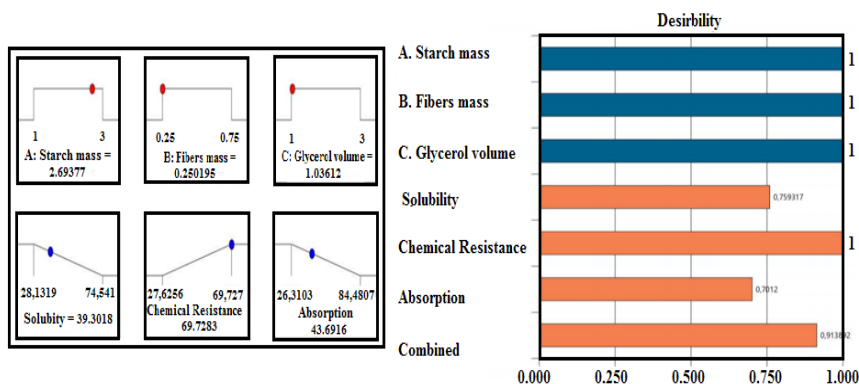 1 3
A: Starch mass =
2.69377
0.25 0.75
B: Fibers mass =
0.250195
1 3
C: Glycerol volume =
1.03612
28,1319 74,541
Solubity = 39.3018
27,6256 69,727
Chemical Resistance
69.7283
26,3103 84,4807
Absorption
43.6916
Desirbility
A. Starch mass 1
B. Fibers mass 1
C. Glycerol volume 1
Solubility 0,759317
Chemical Resistance 1
Absorption 0,7012
Combined 0,913892
0.000 0.250 0.500 0.750 1.000